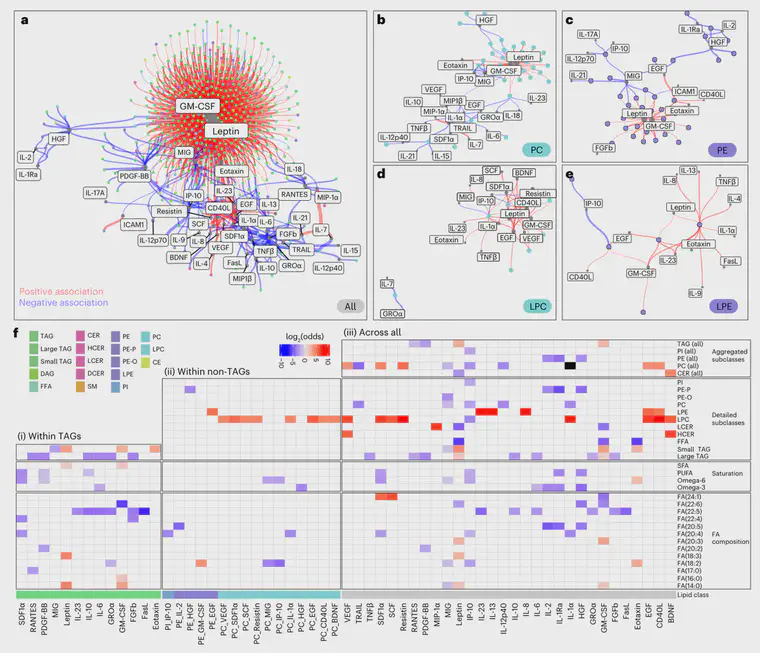 a
GM-CSF
Leptin
HGF
MIG
IL-2
IL-1Ra
PDGF-BB
Eotaxin
IL-18
IL-17A
IP-10
IL-23
RANTES
MIP-1α
Resistin
CD40L
EGF
IL-13
ICAM1
SCF
IL-1α
IL-6
IL-21
IL-7
IL-12p70
IL-9
IL-8
SDF1α
FGFb
BDNF
VEGF
TNFβ
TRAIL
IL-15
IL-4
FasL
IL-10
GROα
IL-12p40
MIP1β
Positive association
Negative association
All
b
HGF
Leptin
Eotaxin
GM-CSF
IP-10
MIG
VEGF
IL-23
IL-10
MIP1β
EGF
MIP-1α
IL-1α
GROα
IL-18
TNFβ
TRAIL
IL-6
IL-12p40
SDF1α
IL-7
IL-21
IL-15
PC
c
IL-2
IL-17A
IL-1Ra
IP-10
HGF
IL-12p70
EGF
IL-21
MIG
ICAM1
CD40L
Leptin
Eotaxin
GM-CSF
FGFb
PE
d
SCF
BDNF
IL-8
SDF1α
MIG
Resistin
IP-10
CD40L
Leptin
IL-23
IL-1α
GM-CSF
Eotaxin
EGF
VEGF
TNFβ
IL-7
GROα
LPC
e
IL-13
IL-8
TNFβ
IP-10
IL-4
Leptin
IL-1α
EGF
Eotaxin
IL-23
FasL
CD40L
GM-CSF
IL-9
LPE
f
TAG
Large TAG
Small TAG
DAG
FFA
CER
HCER
LCER
DCER
SM
PE
PE-P
PE-O
LPE
PI
PC
LPC
CE
log2(odds)
-10
-5
0
5
10
(i) Within TAGs
(ii) Within non-TAGs
(iii) Across all
TAG (all)
PI (all)
PE (all)
PC (all)
CER (all)
Aggregated
subclasses
PI
PE-P
PE-O
PC
LPE
LPC
LCER
HCER
FFA
Small TAG
Large TAG
Detailed
subclasses
SFA
PUFA
Omega-6
Omega-3
Saturation
FA(24:1)
FA(22:6)
FA(22:5)
FA(22:4)
FA(20:5)
FA(20:4)
FA(20:3)
FA(20:2)
FA(18:3)
FA(18:2)
FA(17:0)
FA(16:0)
FA(14:0)
FA
composition
Lipid class
SDF1α
RANTES
PDGF-BB
MIG
Leptin
IL-23
IL-10
IL-6
GROα
GM-CSF
FGFb
FasL
Eotaxin
PI_IP-10
PE_IL-2
PE_HGF
PE_GM-CSF
PE_EGF
PC_VEGF
PC_SDF1α
PC_SCF
PC_Resistin
PC_MIG
PC_IP-10
PC_IL-1α
PC_HGF
PC_EGF
PC_CD40L
PC_BDNF
VEGF
TRAIL
TNFβ
SDF1α
SCF
Resistin
RANTES
PDGF-BB
MIP-1α
MIG
Leptin
IP-10
IL-23
IL-13
IL-12p40
IL-10
IL-8
IL-6
IL-2
IL-1Ra
IL-1α
HGF
GROα
GM-CSF
FGFb
FasL
Eotaxin
EGF
CD40L
BDNF